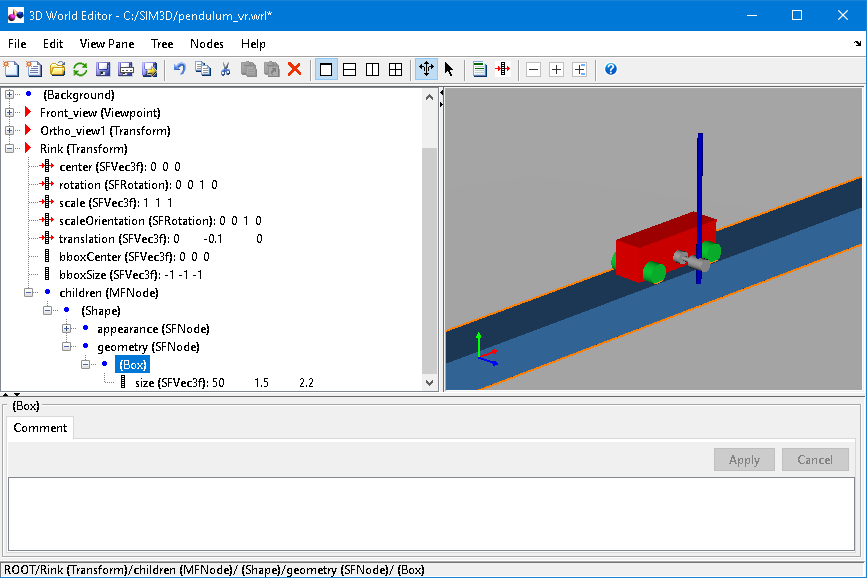 3D World Editor - C:/SIM3D/pendulum_vr.wrl*
File Edit View Pane Tree Nodes Help
(Background)
Front_view (Viewpoint)
Ortho_view1 (Transform)
Rink (Transform)
center (SFVec3f): 0 0 0
rotation (SFRotation): 0 0 1 0
scale (SFVec3f): 1 1 1
scaleOrientation (SFRotation): 0 0 1 0
translation (SFVec3f): 0 -0.1 0
bboxCenter (SFVec3f): 0 0 0
bboxSize (SFVec3f): -1 -1 -1
children (MFNode)
(Shape)
appearance (SFNode)
geometry (SFNode)
(Box)
size (SFVec3f): 50 1.5 2.2
(Box)
Comment
Apply Cancel
ROOT/Rink (Transform)/children (MFNode)/ (Shape)/geometry (SFNode)/ (Box)